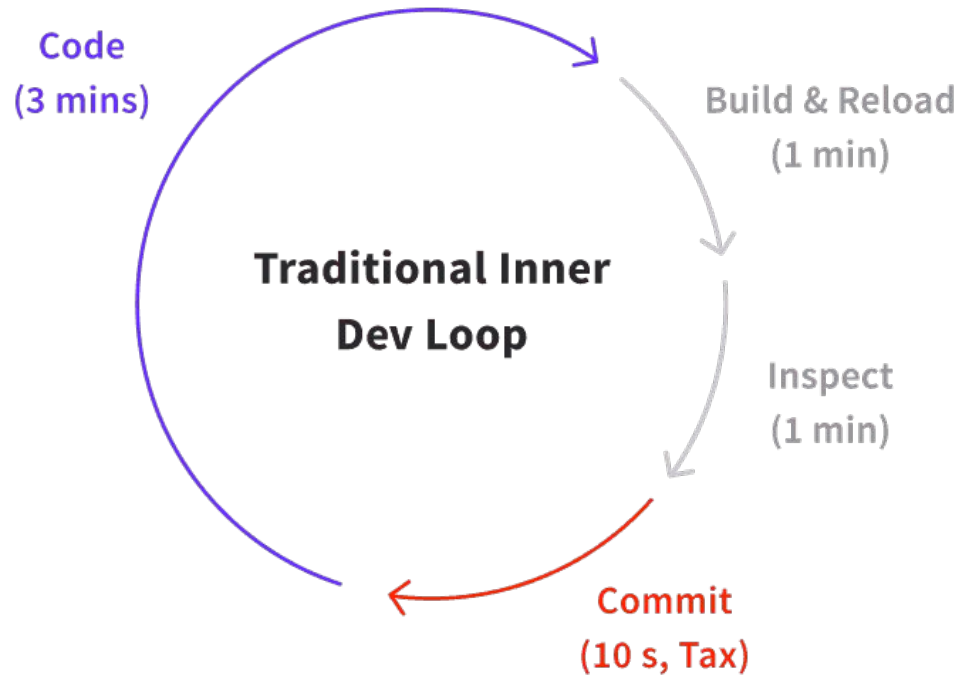 Code
(3 mins)
Build & Reload
(1 min)
Traditional Inner
Dev Loop
Inspect
(1 min)
Commit
(10 s, Tax)